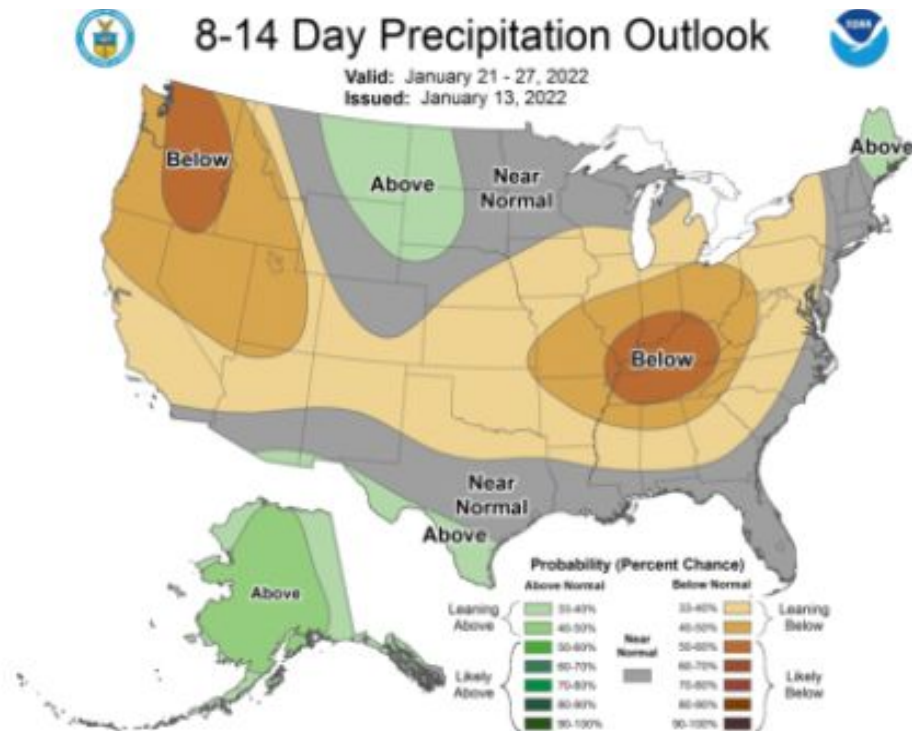 8-14 Day Precipitation Outlook
Valid: January 21 - 27, 2022
Issued: January 13, 2022
NOAA
Below
Above
Near
Normal
Above
Below
Near
Normal
Above
Above
Probability (Percent Chance)
Above Normal
Below Normal
Leaning
Above
33-40%
40-50%
Likely
Above
50-60%
60-70%
70-80%
80-90%
90-100%
Near
Normal
33-40%
40-50%
Leaning
Below
50-60%
60-70%
70-80%
80-90%
90-100%
Likely
Below